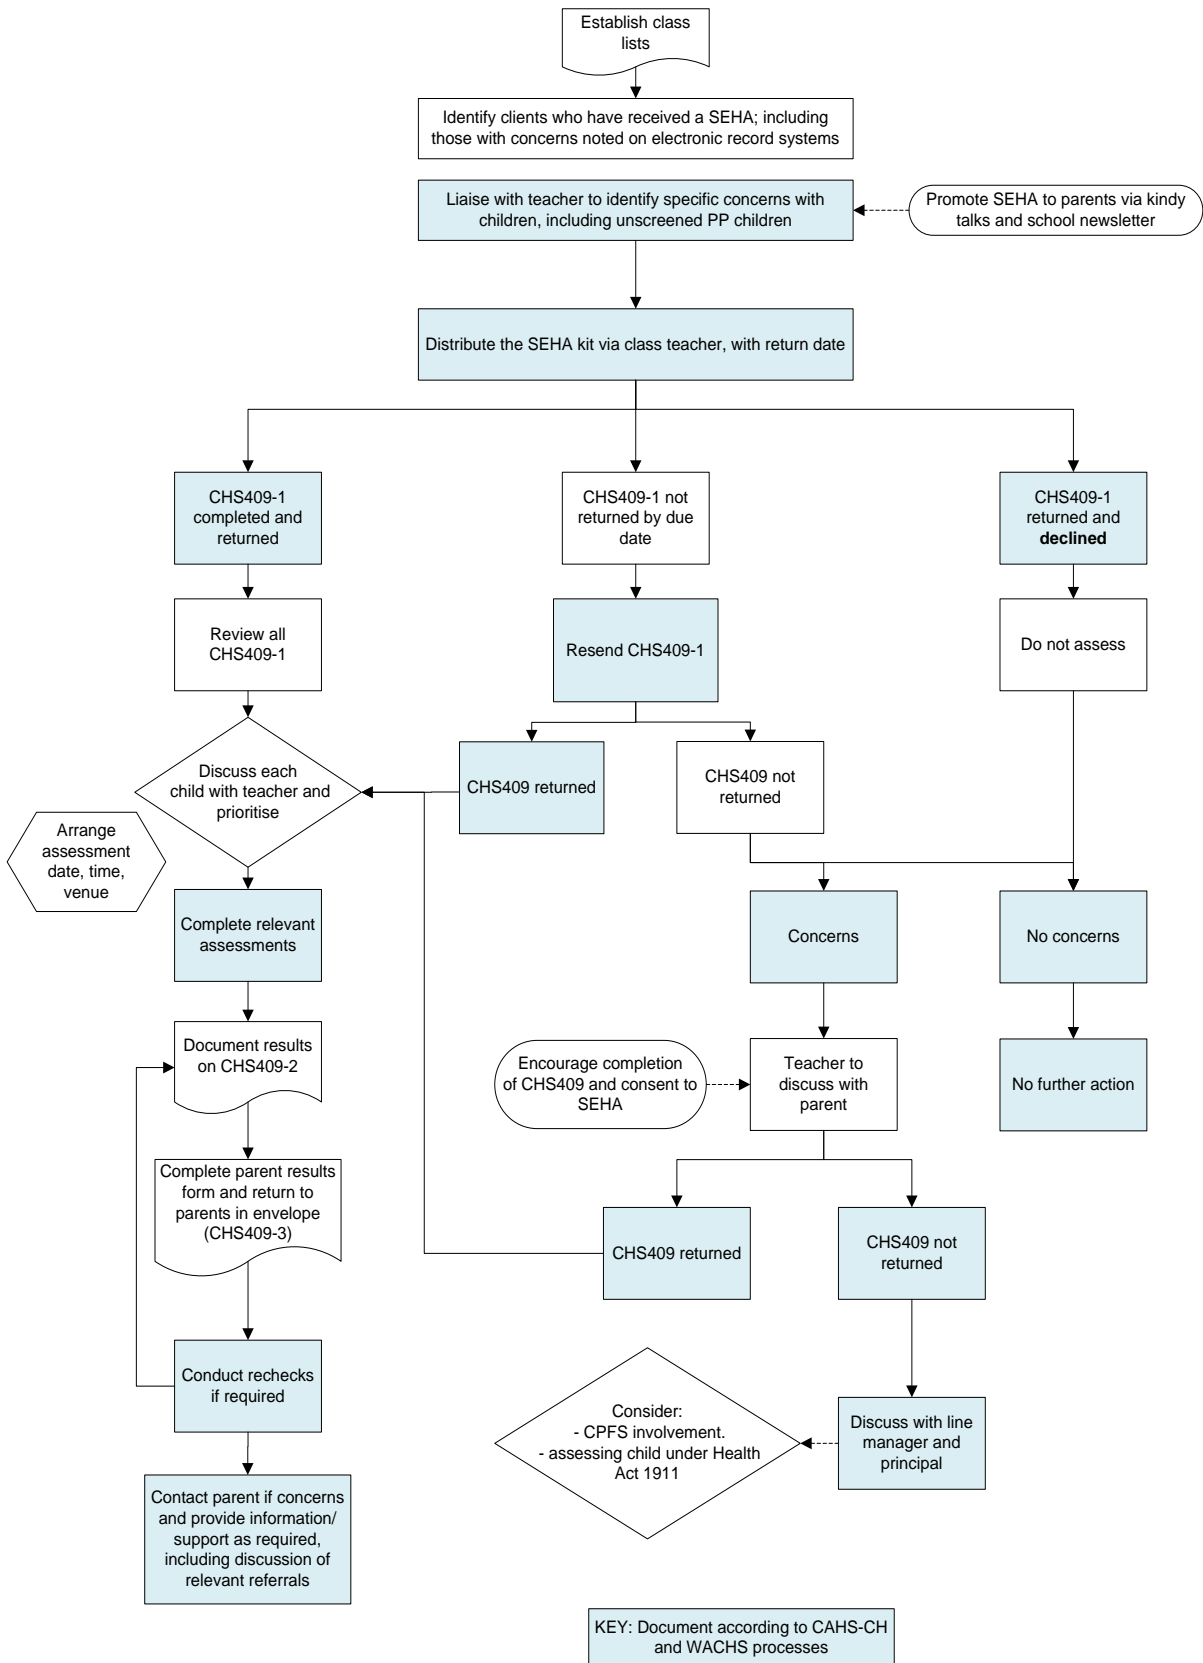 Establish class
lists
Identify clients who have received a SEHA; including
those with concerns noted on electronic record systems
Liaise with teacher to identify specific concerns with
children, including unscreened PP children
Promote SEHA to parents via kindy
talks and school newsletter
Distribute the SEHA kit via class teacher, with return date
CHS409-1
completed and
returned
CHS409-1 not
returned by due
date
CHS409-1
returned and
declined
Review all
CHS409-1
Resend CHS409-1
Do not assess
Discuss each
child with teacher and
prioritise
CHS409 returned
CHS409 not
returned
Arrange
assessment
date, time,
venue
Complete relevant
assessments
Concerns
No concerns
Document results
on CHS409-2
Encourage completion
of CHS409 and consent to
SEHA
Teacher to
discuss with
parent
No further action
Complete parent results
form and return to
parents in envelope
(CHS409-3)
CHS409 returned
CHS409 not
returned
Conduct rechecks
if required
Consider:
- CPFS involvement.
- assessing child under Health
Act 1911
Discuss with line
manager and
principal
Contact parent if concerns
and provide information/
support as required,
including discussion of
relevant referrals
KEY: Document according to CAHS-CH
and WACHS processes